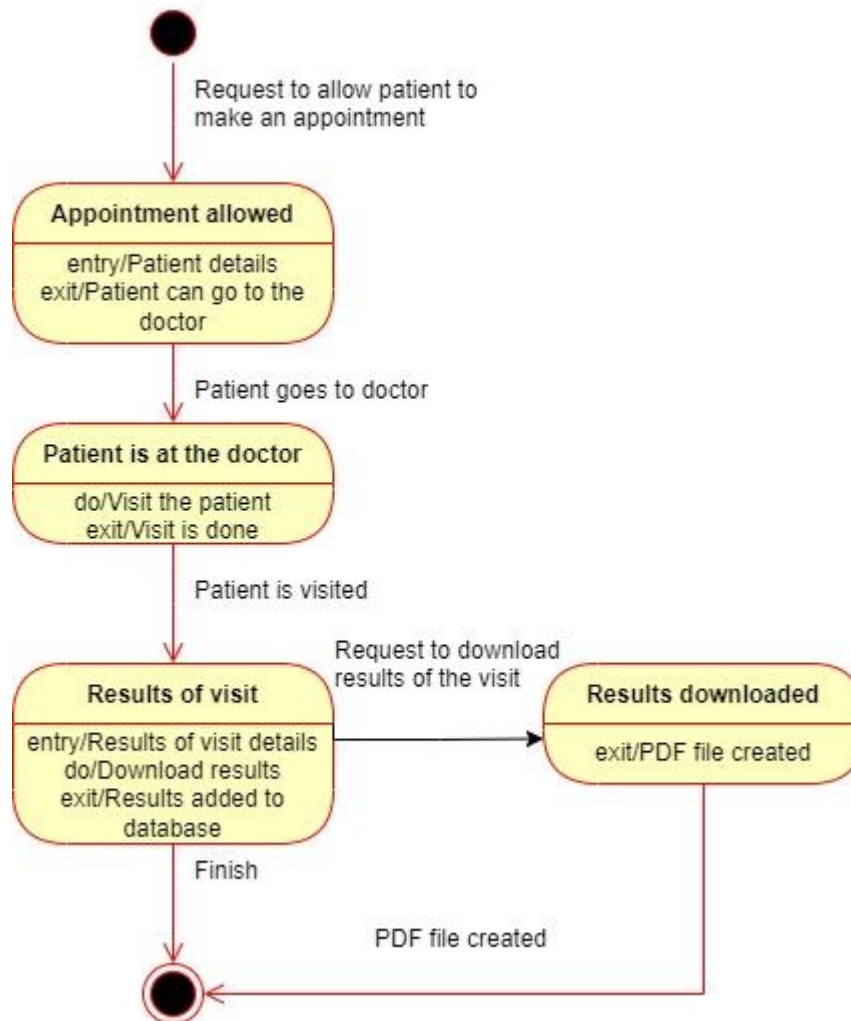 Request to allow patient to
make an appointment
Appointment allowed
entry/Patient details
exit/Patient can go to the
doctor
Patient goes to doctor
Patient is at the doctor
do/Visit the patient
exit/Visit is done
Patient is visited
Request to download
results of the visit
Results of visit
entry/Results of visit details
do/Download results
exit/Results added to
database
Results downloaded
exit/PDF file created
Finish
PDF file created